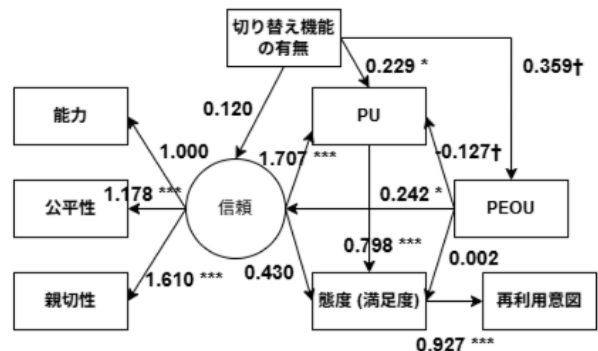 切り替え機能
の有無
0.229 *
0.359†
能力
0.120
PU
1.000
1.707 ***
-0.127†
1.178 ***
0.242 *
公平性
信頼
PEOU
0.798 ***
0.002
1.610 ***
0.430
親切性
態度 (満足度)
再利用意図
0.927 ***